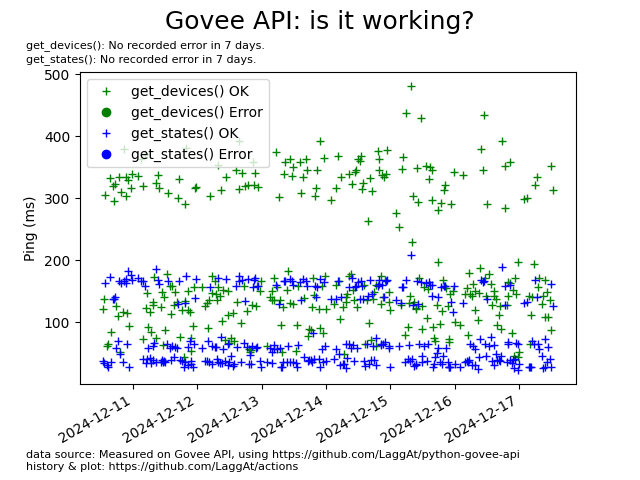 Govee API: is it working?
get_devices(): No recorded error in 7 days.
get_states(): No recorded error in 7 days.
500
400
300
200
100
Ping (ms)
get_devices() OK
get_devices() Error
get_states() OK
get_states() Error
2024-12-11
2024-12-12
2024-12-13
2024-12-14
2024-12-15
2024-12-16
2024-12-17
data source: Measured on Govee API, using https://github.com/LaggAt/python-govee-api
history & plot: https://github.com/LaggAt/actions